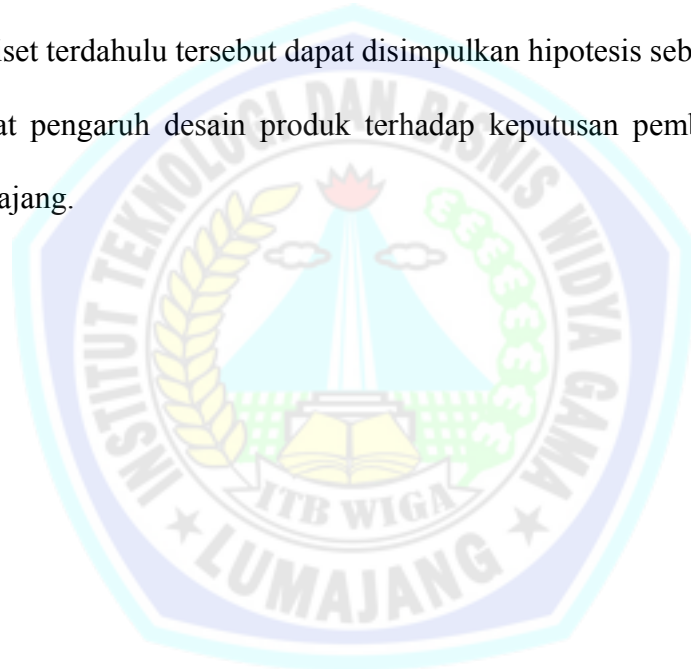 iset terdahulu tersebut dapat disimpulkan hipotesis seb
at pengaruh desain produk terhadap keputusan pemb
ajang.
INSTITUT TEKNOLOGI DAN BISNIS WIDYA GAMA
ITB WIGA
LUMAJANG